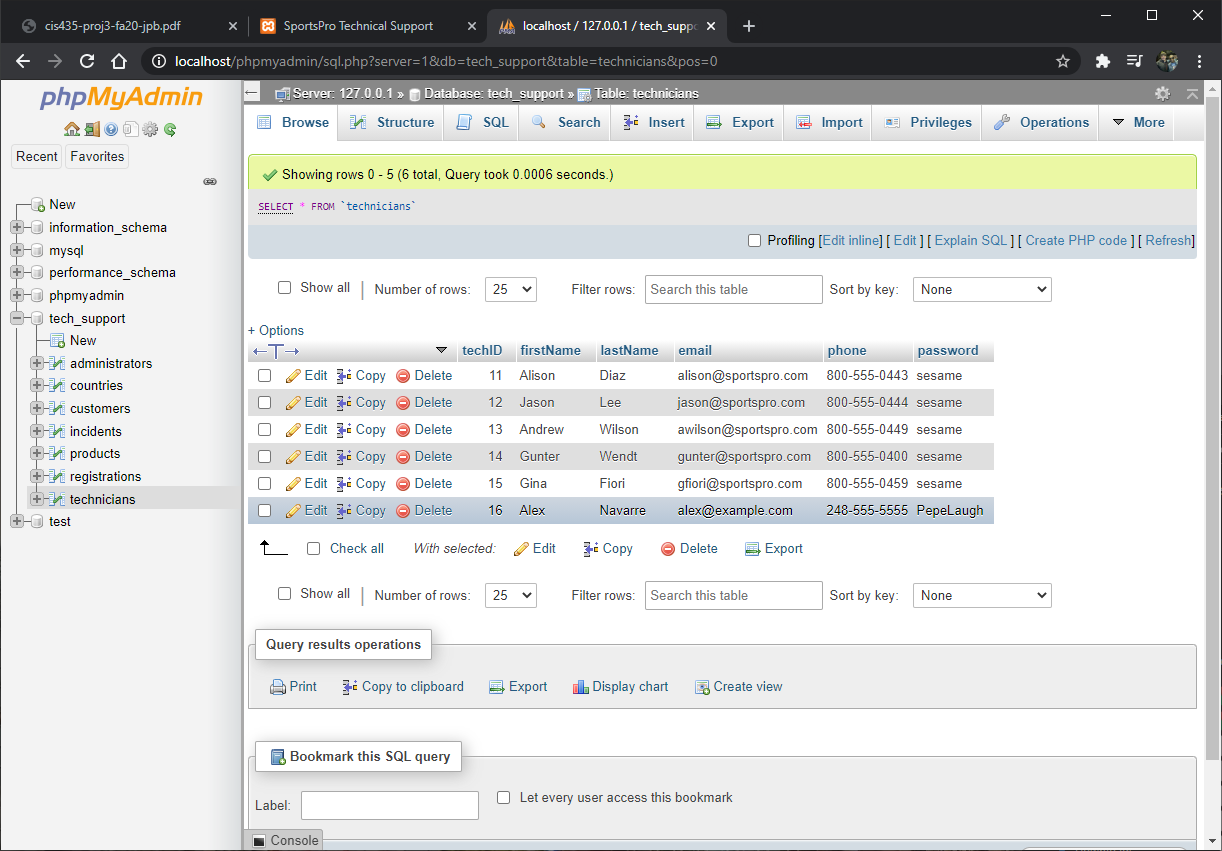 cis435-proj3-fa20-jpb.pdf
SportsPro Technical Support
localhost / 127.0.0.1 / tech_supp
localhost/phpmyadmin/sql.php?server=1&db=tech_support&table=technicians&pos=0
phpMyAdmin
Recent Favorites
New
information_schema
mysql
performance_schema
phpmyadmin
tech_support
New
administrators
countries
customers
incidents
products
registrations
technicians
test
Server: 127.0.0.1 » Database: tech_support » Table: technicians
Browse Structure SQL Search Insert Export Import Privileges Operations More
Showing rows 0 - 5 (6 total, Query took 0.0006 seconds.)
SELECT * FROM `technicians`
Profiling [Edit inline] [ Edit ] [ Explain SQL ] [ Create PHP code ] [ Refresh]
Show all | Number of rows: 25 Filter rows: Search this table Sort by key: None
+ Options
techID firstName lastName email phone password
Edit Copy Delete 11 Alison Diaz alison@sportspro.com 800-555-0443 sesame
Edit Copy Delete 12 Jason Lee jason@sportspro.com 800-555-0444 sesame
Edit Copy Delete 13 Andrew Wilson awilson@sportspro.com 800-555-0449 sesame
Edit Copy Delete 14 Gunter Wendt gunter@sportspro.com 800-555-0400 sesame
Edit Copy Delete 15 Gina Fiori gfiori@sportspro.com 800-555-0459 sesame
Edit Copy Delete 16 Alex Navarre alex@example.com 248-555-5555 PepeLaugh
Check all With selected: Edit Copy Delete Export
Show all | Number of rows: 25 Filter rows: Search this table Sort by key: None
Query results operations
Print Copy to clipboard Export Display chart Create view
Bookmark this SQL query
Label: Let every user access this bookmark
Console